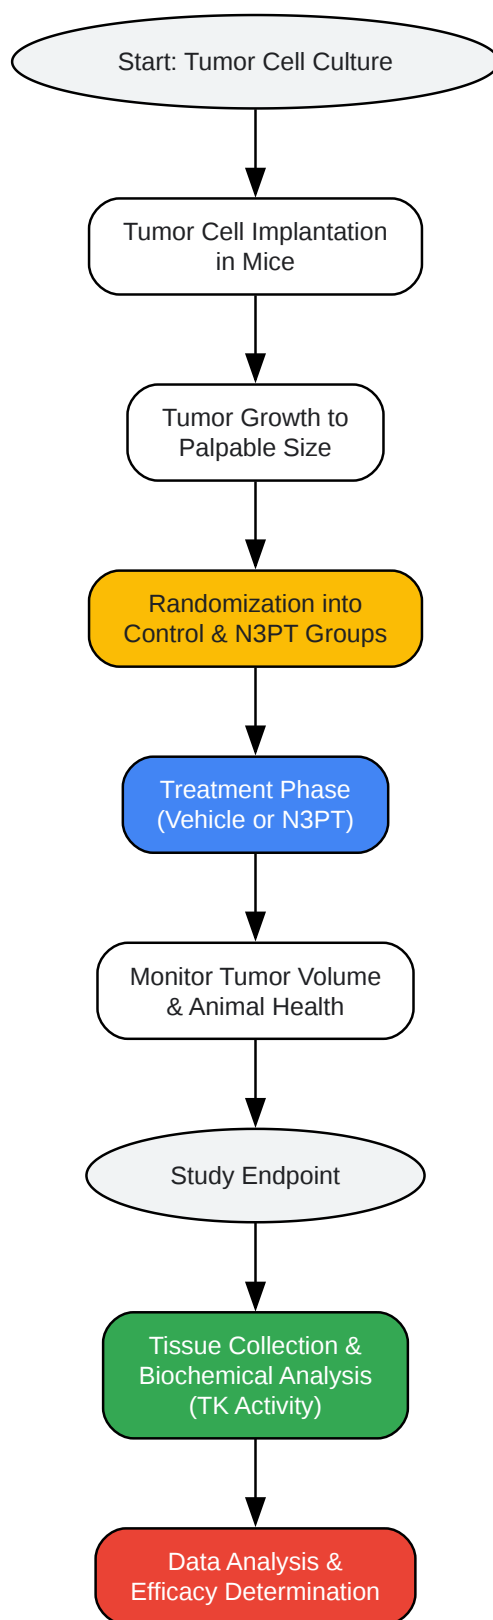 Start: Tumor Cell Culture
Tumor Cell Implantation
in Mice
Tumor Growth to
Palpable Size
Randomization into
Control & N3PT Groups
Treatment Phase
(Vehicle or N3PT)
Monitor Tumor Volume
& Animal Health
Study Endpoint
Tissue Collection &
Biochemical Analysis
(TK Activity)
Data Analysis &
Efficacy Determination